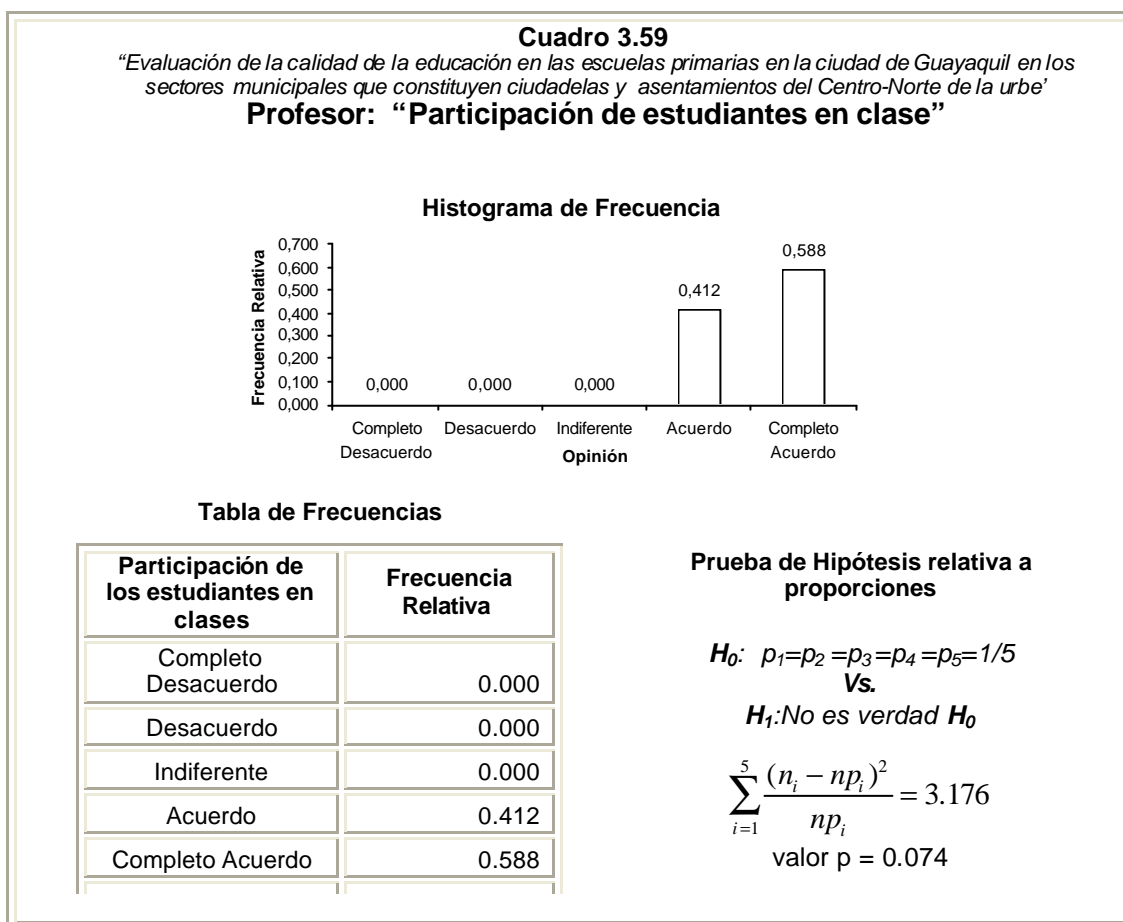 Cuadro 3.59
“Evaluación de la calidad de la educación en las escuelas primarias en la ciudad de Guayaquil en los
sectores municipales que constituyen ciudadelas y asentamientos del Centro-Norte de la urbe’
Profesor: “Participación de estudiantes en clase”
Histograma de Frecuencia
Frecuencia Relativa
0,700
0,600
0,500
0,400
0,300
0,200
0,100
0,000
0,000
0,000
0,000
0,412
0,588
Completo
Desacuerdo
Desacuerdo
Indiferente
Acuerdo
Completo
Acuerdo
Opinión
Tabla de Frecuencias
Participación de
los estudiantes en
clases
Frecuencia
Relativa
Completo
Desacuerdo
0.000
Desacuerdo 0.000
Indiferente 0.000
Acuerdo 0.412
Completo Acuerdo 0.588
Prueba de Hipótesis relativa a
proporciones
H₀: p₁=p₂=p₃=p₄=p₅=1/5
Vs.
H₁:No es verdad H₀
∑_{i=1}^{5} (n_i − np_i)² / np_i = 3.176
valor p = 0.074